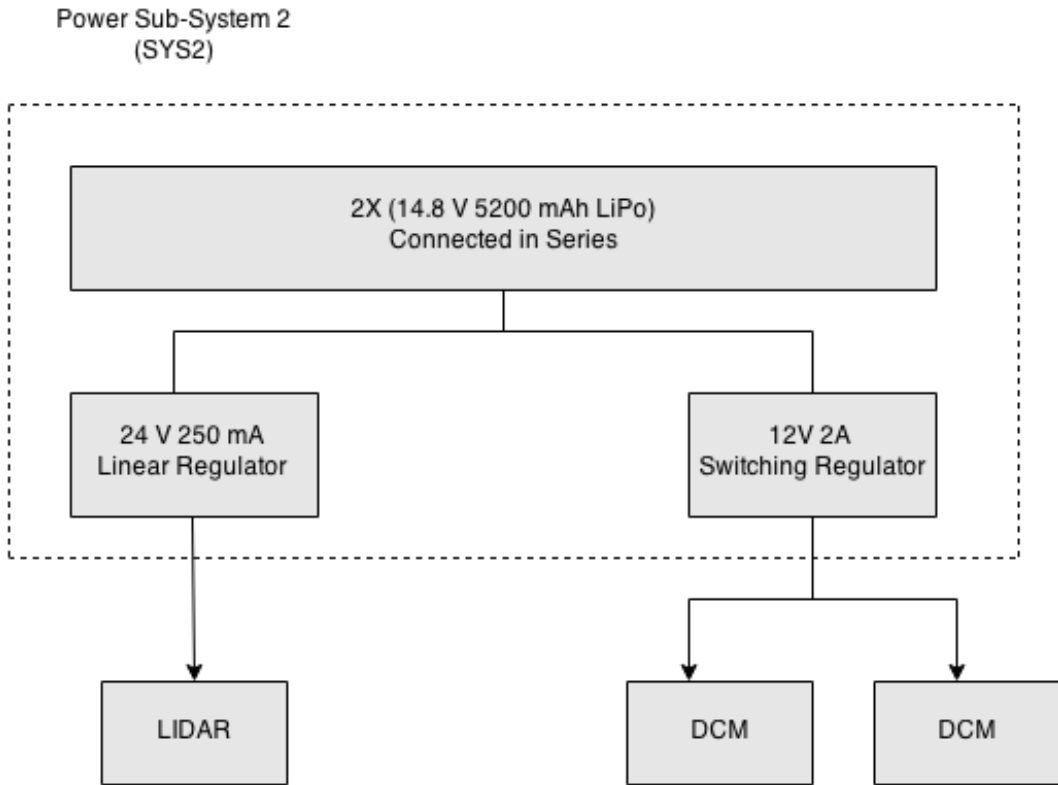 Power Sub-System 2
(SYS2)
2X (14.8 V 5200 mAh LiPo)
Connected in Series
24 V 250 mA
Linear Regulator
12V 2A
Switching Regulator
LIDAR
DCM
DCM